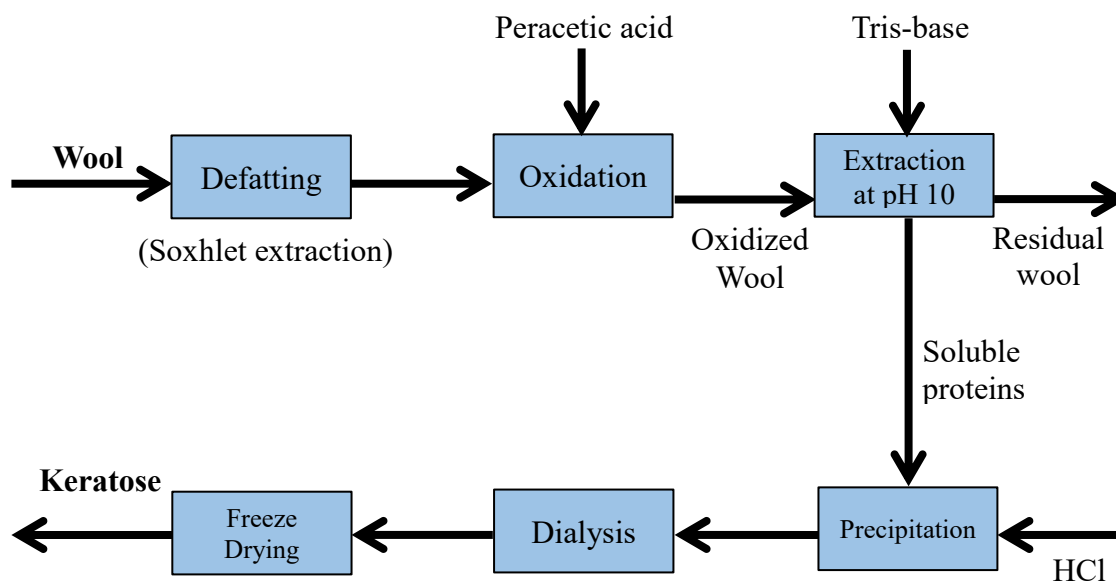 Peracetic acid
Tris-base
Wool
Defatting
(Soxhlet extraction)
Oxidation
Oxidized
Wool
Extraction
at pH 10
Residual
wool
Soluble
proteins
Keratose
Freeze
Drying
Dialysis
Precipitation
HCl